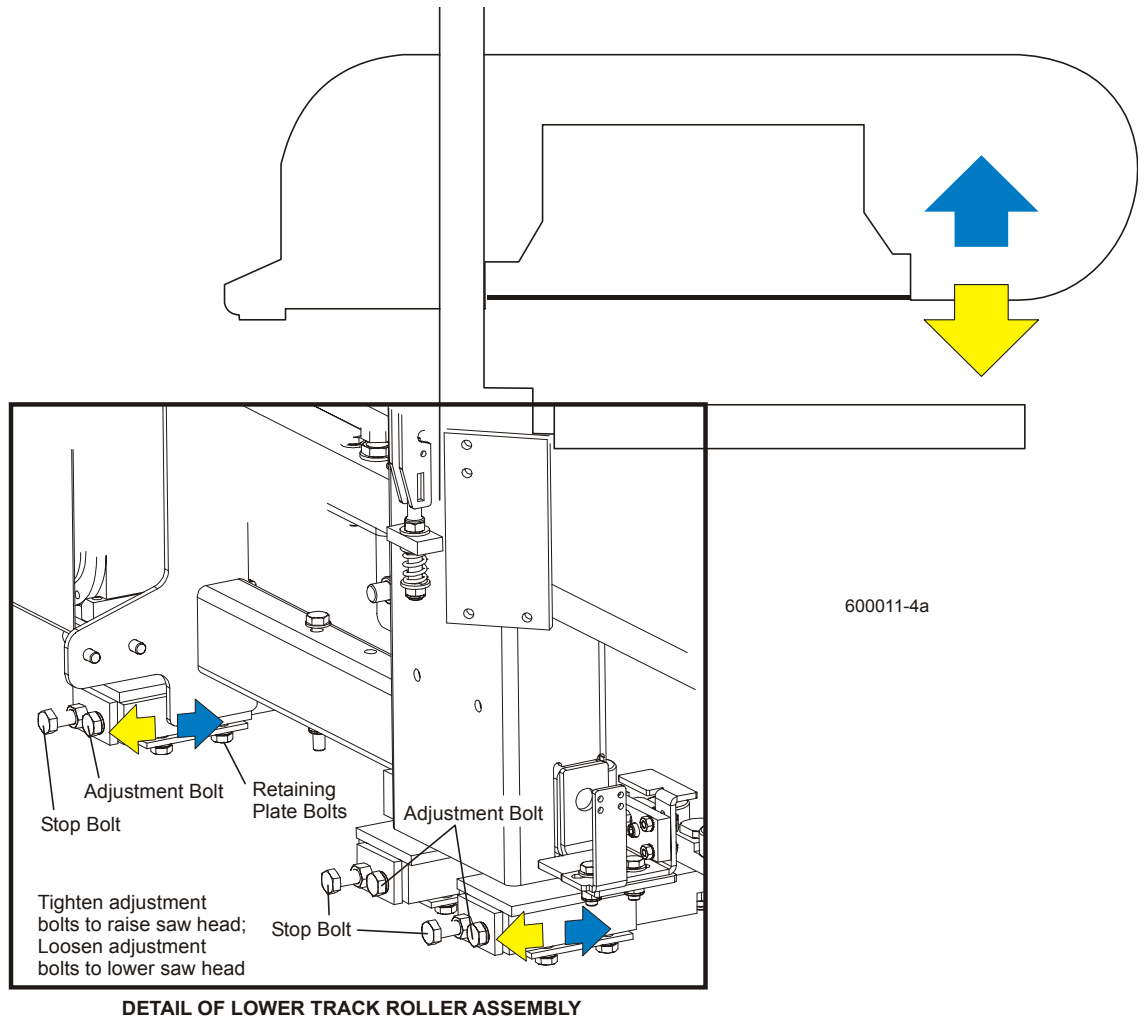 600011-4a
Adjustment Bolt
Stop Bolt
Retaining
Plate Bolts
Adjustment Bolt
Stop Bolt
Tighten adjustment
bolts to raise saw head;
Loosen adjustment
bolts to lower saw head
DETAIL OF LOWER TRACK ROLLER ASSEMBLY